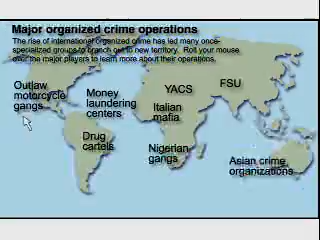 Major organized crime operations
The rise of international organized crime has led many once-
specialized groups to branch out to new territory. Roll your mouse
over the major players to learn more about their operations.
Outlaw
motorcycle
gangs
Money
laundering
centers
YACS
FSU
Italian
mafia
Drug
cartels
Nigerian
gangs
Asian crime
organizations